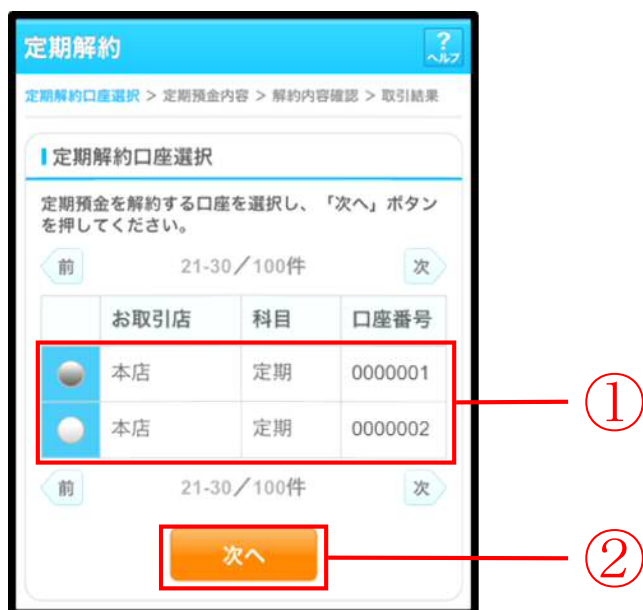 定期解約
?
ヘルプ
定期解約口座選択 > 定期預金内容 > 解約内容確認 > 取引結果
定期解約口座選択
定期預金を解約する口座を選択し、「次へ」ボタン
を押してください。
前 21-30/100件 次
お取引店 科目 口座番号
本店 定期 0000001
本店 定期 0000002
①
前 21-30/100件 次
次へ
②